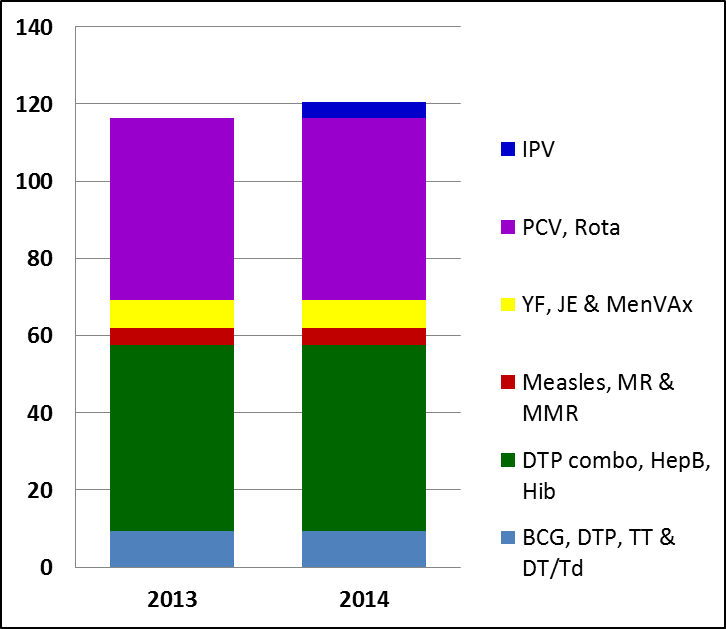 140
120
100
80
60
40
20
0
2013
2014
IPV
PCV, Rota
YF, JE & MenVAx
Measles, MR &
MMR
DTP combo, HepB,
Hib
BCG, DTP, TT &
DT/Td